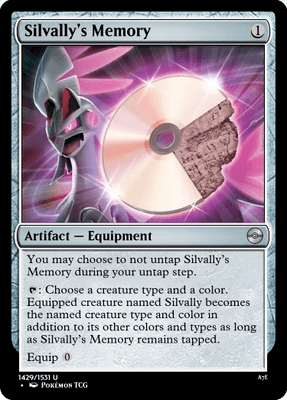 Silvally's Memory 1
Artifact — Equipment
You may choose to not untap Silvally's
Memory during your untap step.
: Choose a creature type and a color.
Equipped creature named Silvally becomes
the named creature type and color in
addition to its other colors and types as long
as Silvally's Memory remains tapped.
Equip 0
1429/1531 U
• Pokémon TCG